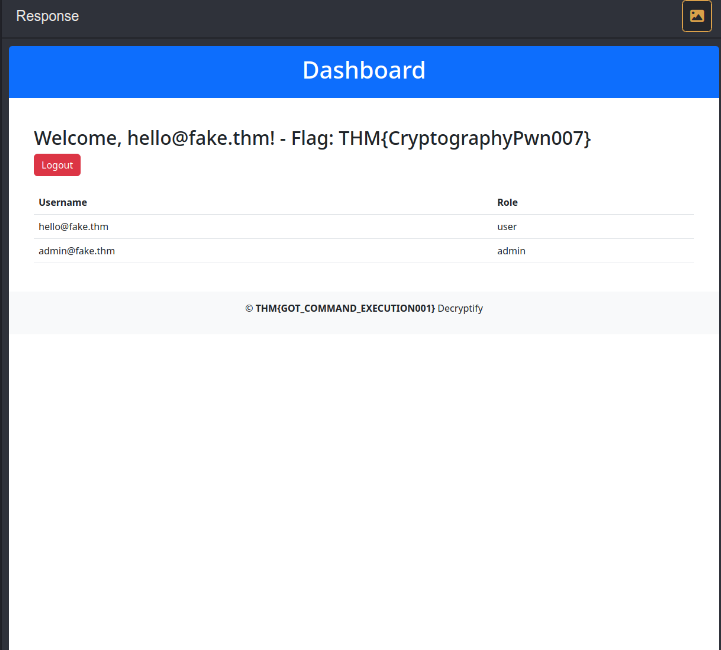 Response
Dashboard
Welcome, hello@fake.thm! - Flag: THM{CryptographyPwn007}
Logout
Username Role
hello@fake.thm user
admin@fake.thm admin
© THM{GOT_COMMAND_EXECUTION001} Decryptify